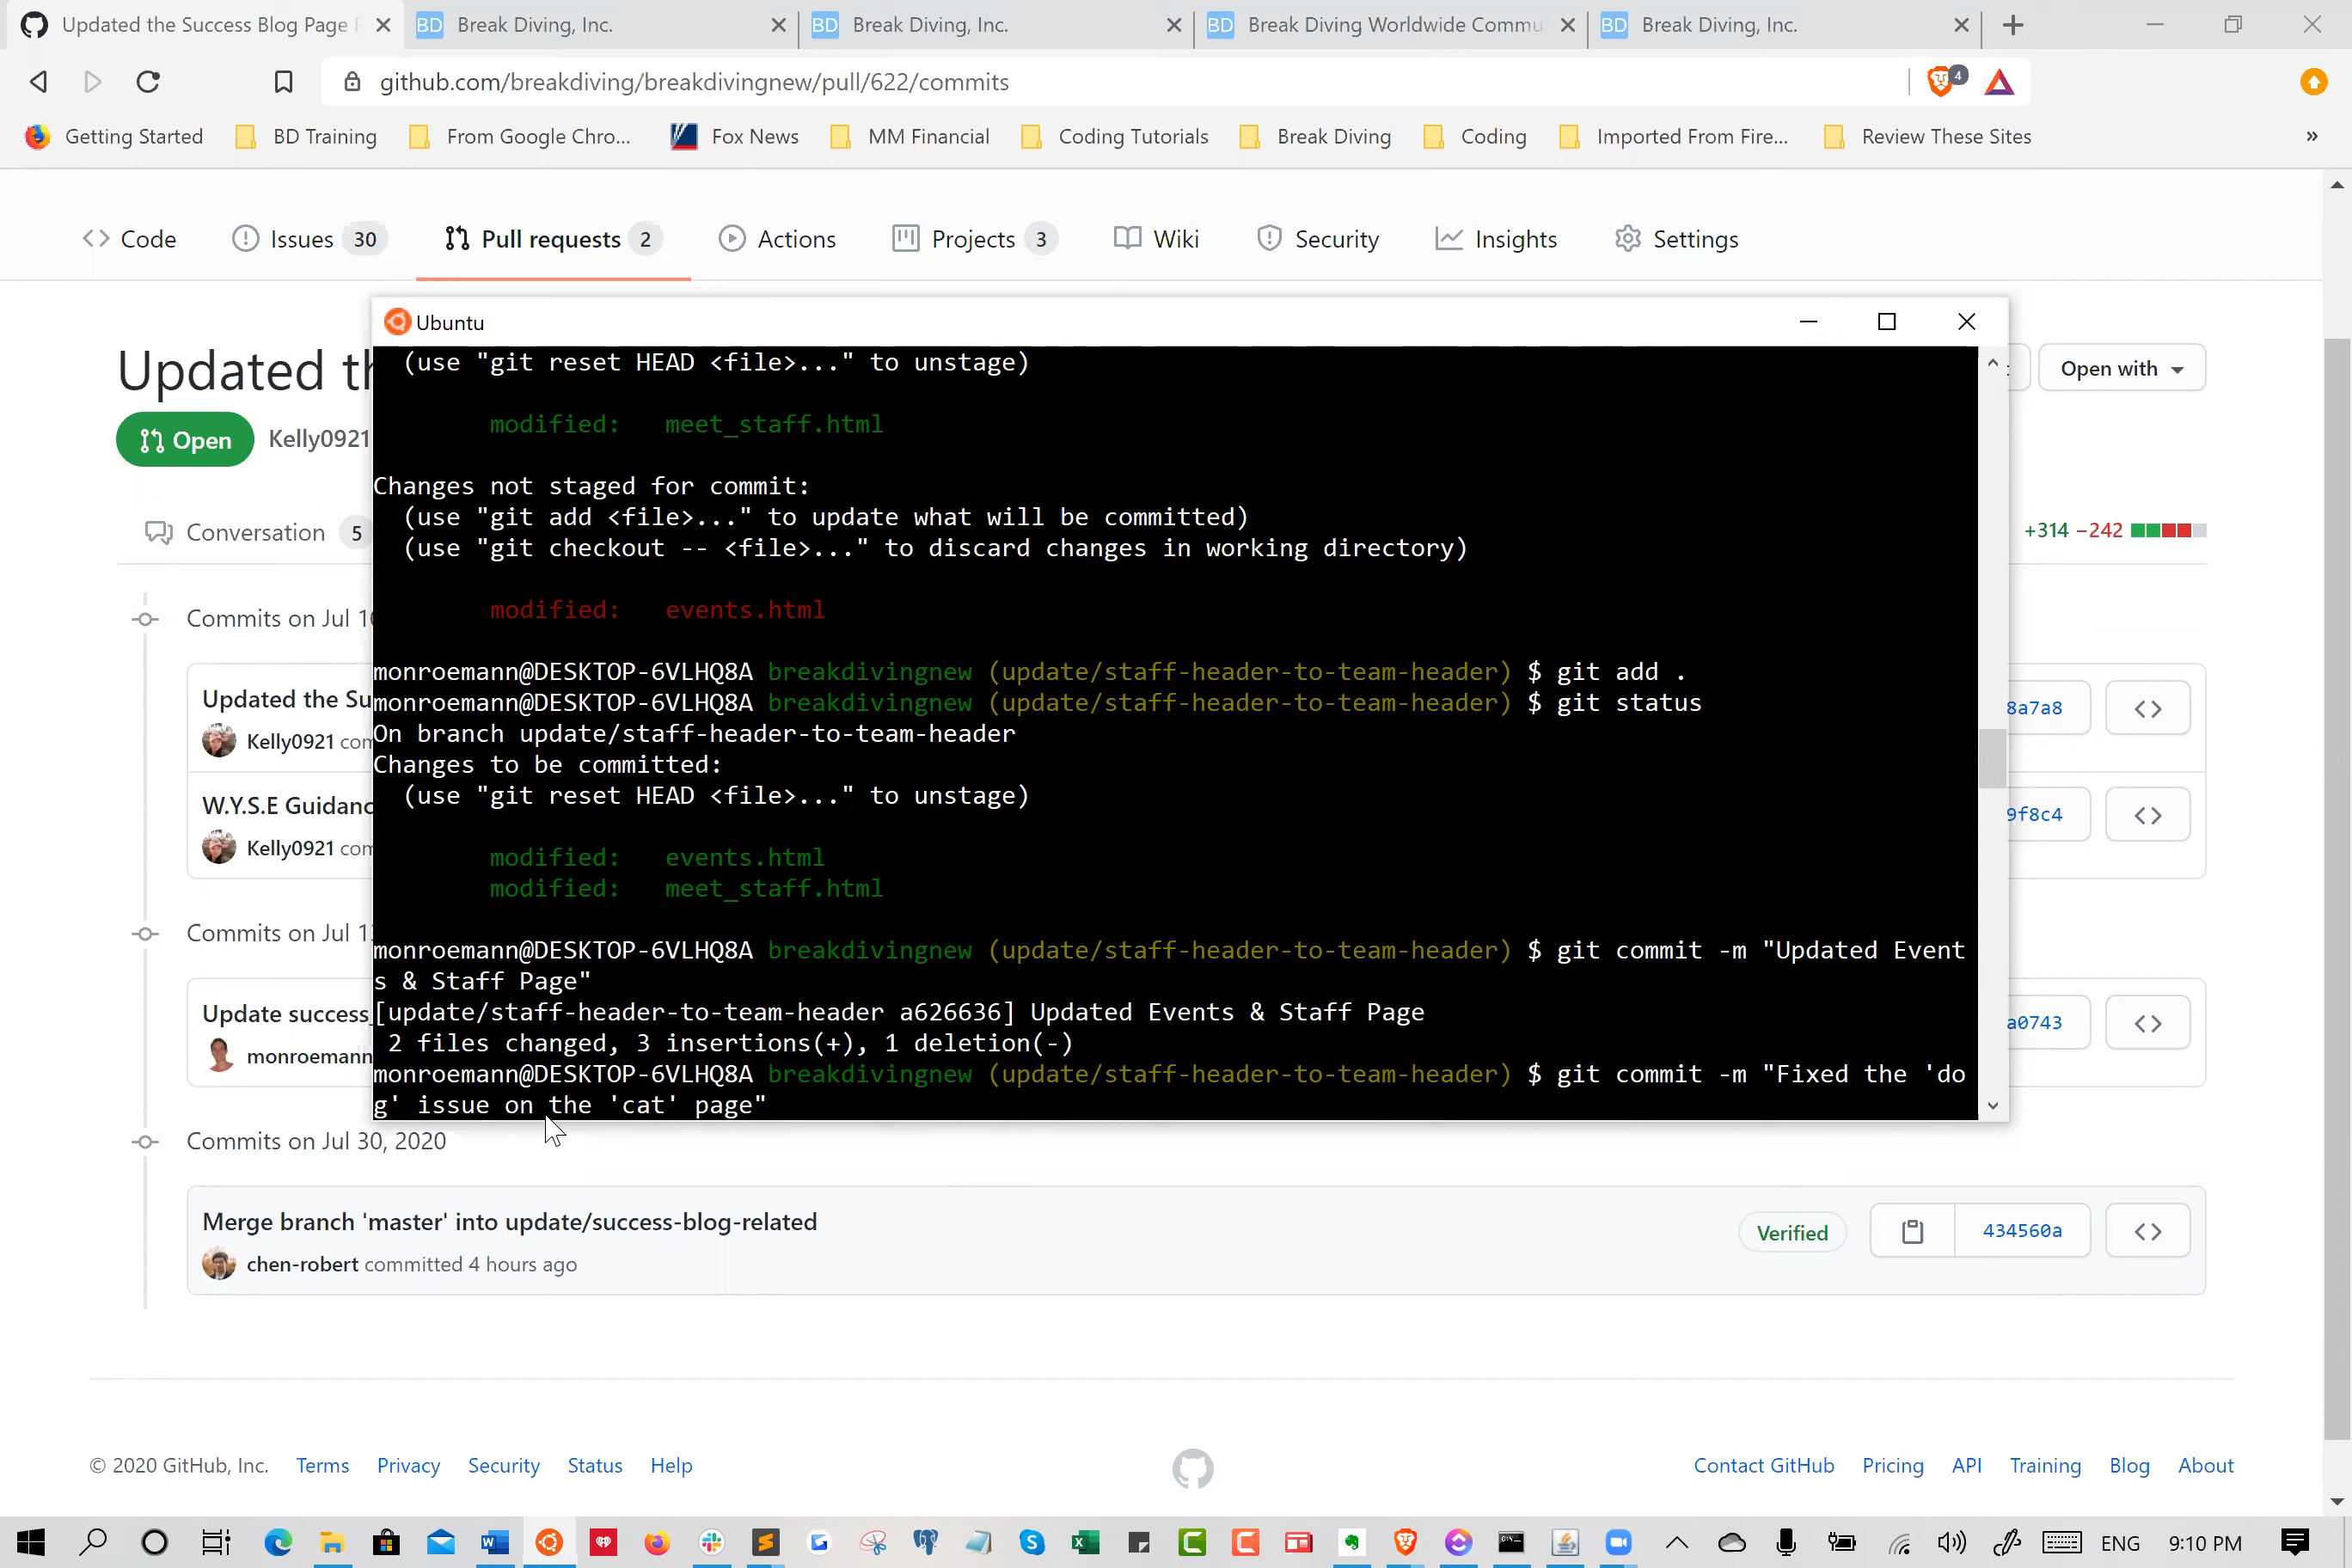 Updated the Success Blog Page
BD Break Diving, Inc.
BD Break Diving, Inc.
BD Break Diving Worldwide Commu
BD Break Diving, Inc.
github.com/breakdiving/breakdivingnew/pull/622/commits
4
Getting Started
BD Training
From Google Chro...
Fox News
MM Financial
Coding Tutorials
Break Diving
Coding
Imported From Fire...
Review These Sites
»
Code
Issues 30
Pull requests 2
Actions
Projects 3
Wiki
Security
Insights
Settings
Updated th
Open with
Open
Kelly0921
Conversation 5
+314 −242
Commits on Jul 16
Updated the Su
Kelly0921 com
8a7a8
W.Y.S.E Guidanc
Kelly0921 com
9f8c4
Commits on Jul 13
Update success_
monroemann
a0743
Ubuntu
(use "git reset HEAD <file>..." to unstage)
modified: meet_staff.html
Changes not staged for commit:
(use "git add <file>..." to update what will be committed)
(use "git checkout -- <file>..." to discard changes in working directory)
modified: events.html
monroemann@DESKTOP-6VLHQ8A breakdivingnew (update/staff-header-to-team-header) $ git add .
monroemann@DESKTOP-6VLHQ8A breakdivingnew (update/staff-header-to-team-header) $ git status
On branch update/staff-header-to-team-header
Changes to be committed:
(use "git reset HEAD <file>..." to unstage)
modified: events.html
modified: meet_staff.html
monroemann@DESKTOP-6VLHQ8A breakdivingnew (update/staff-header-to-team-header) $ git commit -m "Updated Event
s & Staff Page"
[update/staff-header-to-team-header a626636] Updated Events & Staff Page
2 files changed, 3 insertions(+), 1 deletion(-)
monroemann@DESKTOP-6VLHQ8A breakdivingnew (update/staff-header-to-team-header) $ git commit -m "Fixed the 'do
g' issue on the 'cat' page"
Commits on Jul 30, 2020
Merge branch 'master' into update/success-blog-related
chen-robert committed 4 hours ago
Verified
434560a
© 2020 GitHub, Inc.
Terms
Privacy
Security
Status
Help
Contact GitHub
Pricing
API
Training
Blog
About
ENG
9:10 PM